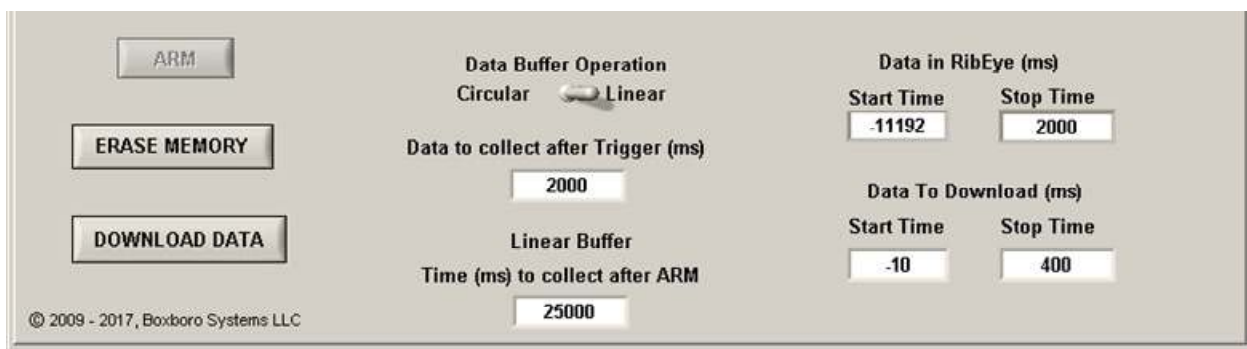 ARM
ERASE MEMORY
DOWNLOAD DATA
© 2009 - 2017, Boxboro Systems LLC
Data Buffer Operation
Circular Linear
Data to collect after Trigger (ms)
2000
Linear Buffer
Time (ms) to collect after ARM
25000
Data in RibEye (ms)
Start Time Stop Time
-11192 2000
Data To Download (ms)
Start Time Stop Time
-10 400